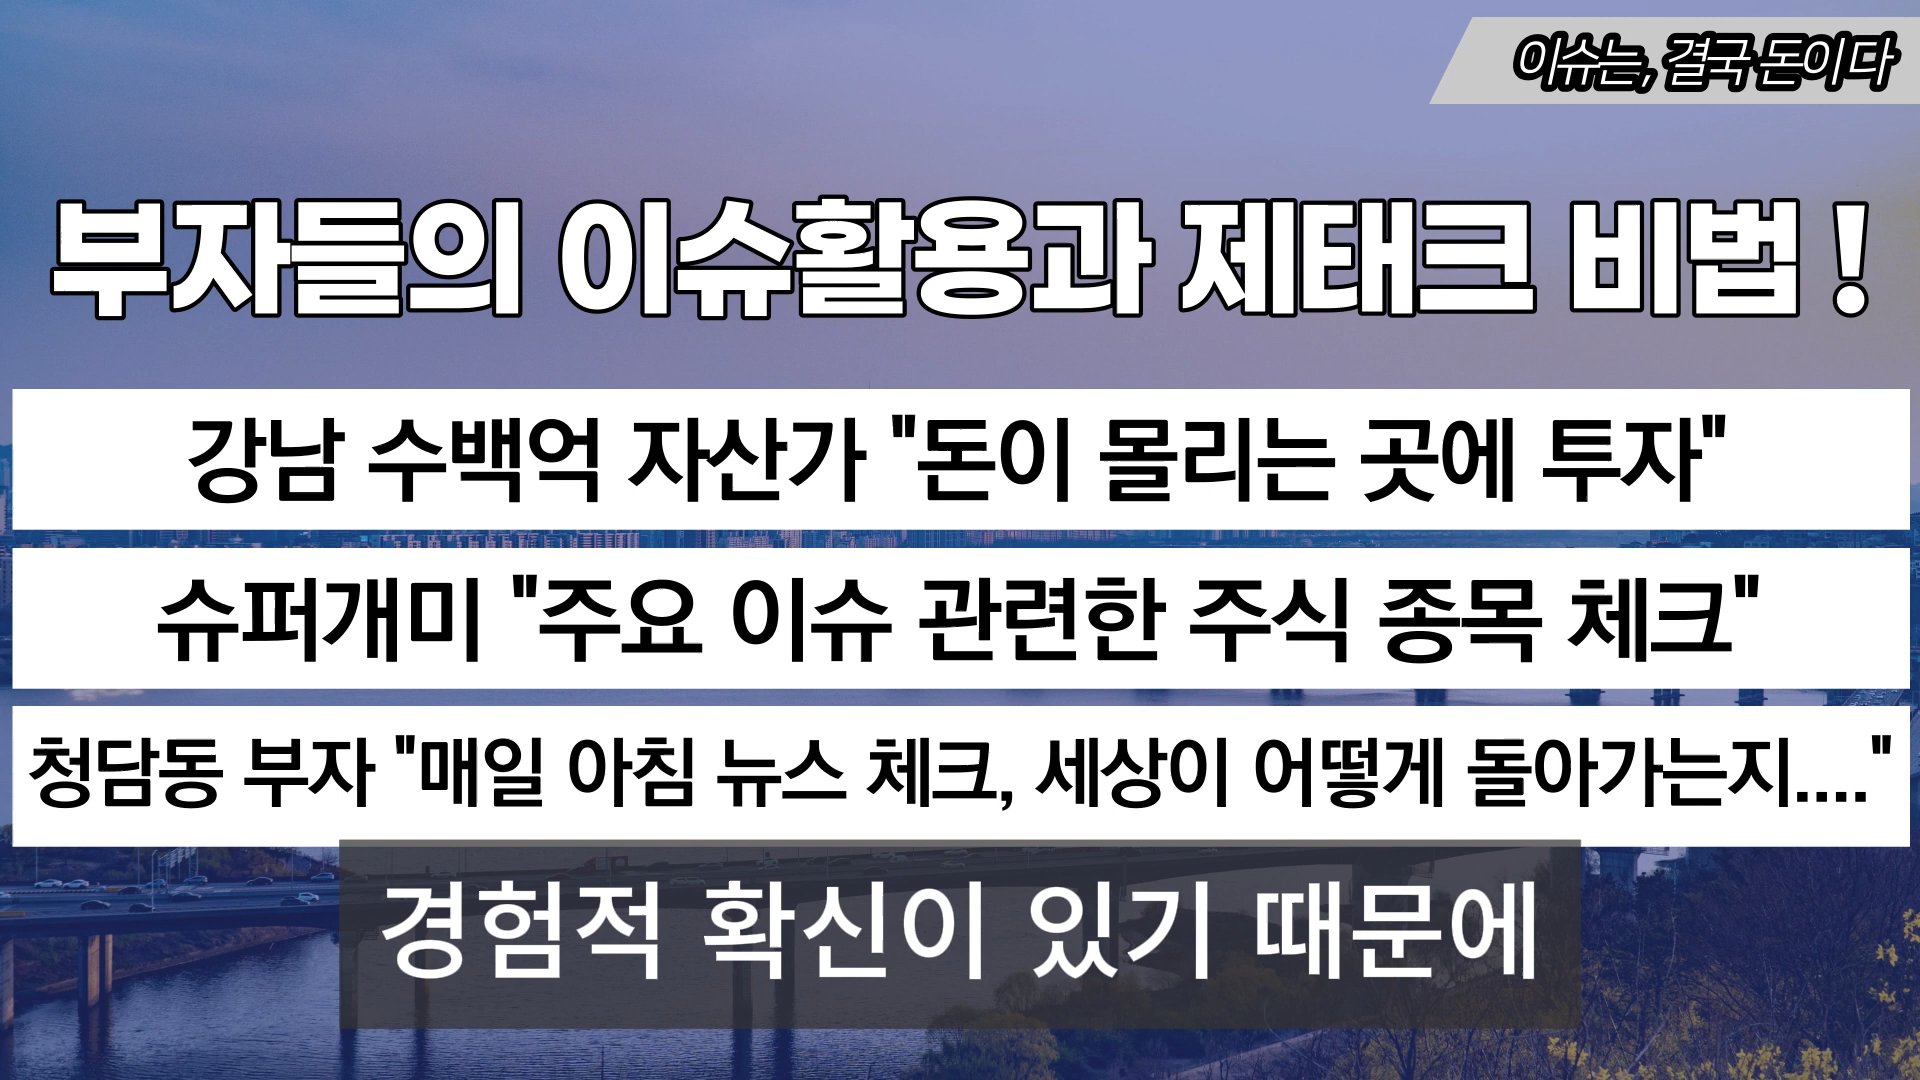 이슈는, 결국 돈이다
부자들의 이슈활용과 제태크 비법 !
강남 수백억 자산가 "돈이 몰리는 곳에 투자"
슈퍼개미 "주요 이슈 관련한 주식 종목 체크"
청담동 부자 "매일 아침 뉴스 체크, 세상이 어떻게 돌아가는지...."
경험적 확신이 있기 때문에